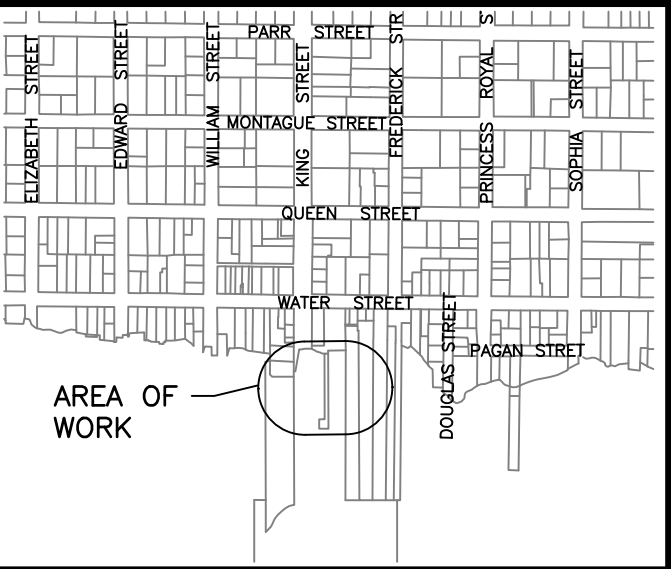 PARR STREET
MONTAGUE STREET
QUEEN STREET
WATER STREET
PAGAN STREET
ELIZABETH STREET
EDWARD STREET
WILLIAM STREET
KING STREET
FREDERICK STR
PRINCESS ROYAL S
SOPHIA STREET
DOUGLAS STREET
AREA OF
WORK